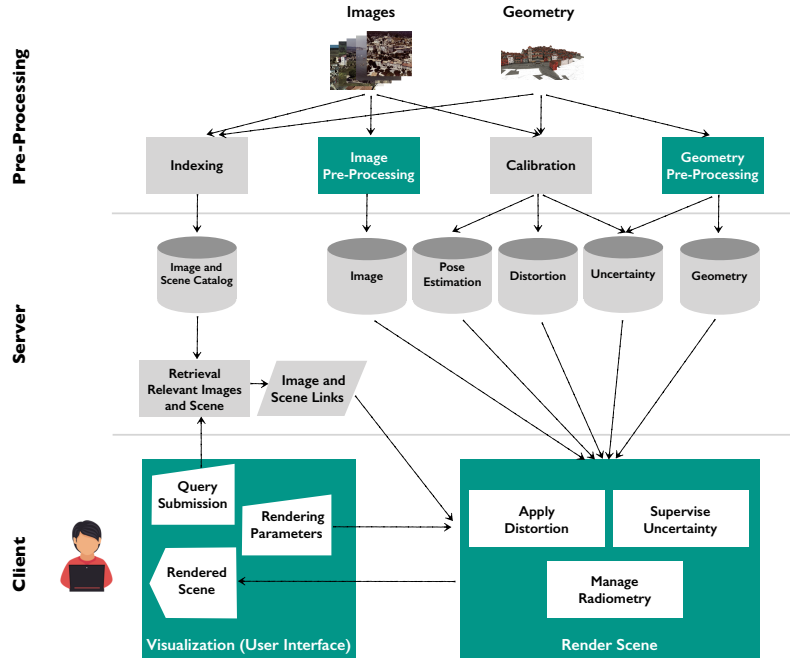 Images
Geometry
Pre-Processing
Indexing
Image
Pre-Processing
Calibration
Geometry
Pre-Processing
Server
Image and
Scene Catalog
Image
Pose
Estimation
Distortion
Uncertainty
Geometry
Retrieval
Relevant Images
and Scene
Image and
Scene Links
Client
Query
Submission
Rendering
Parameters
Rendered
Scene
Visualization (User Interface)
Apply
Distortion
Supervise
Uncertainty
Manage
Radiometry
Render Scene